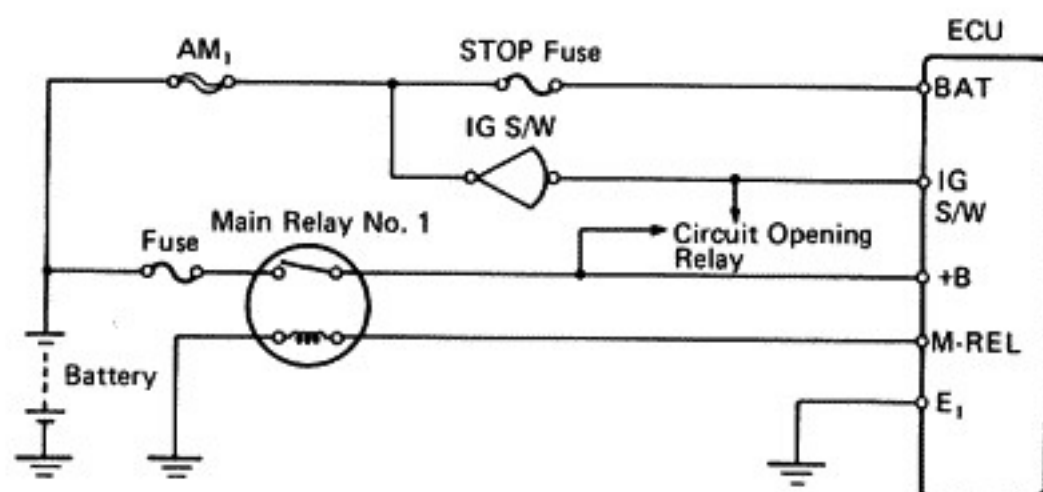 ECU
AM₁
STOP Fuse
BAT
IG S/W
IG
S/W
Main Relay No. 1
Circuit Opening
Relay
Fuse
+B
M-REL
Battery
E₁